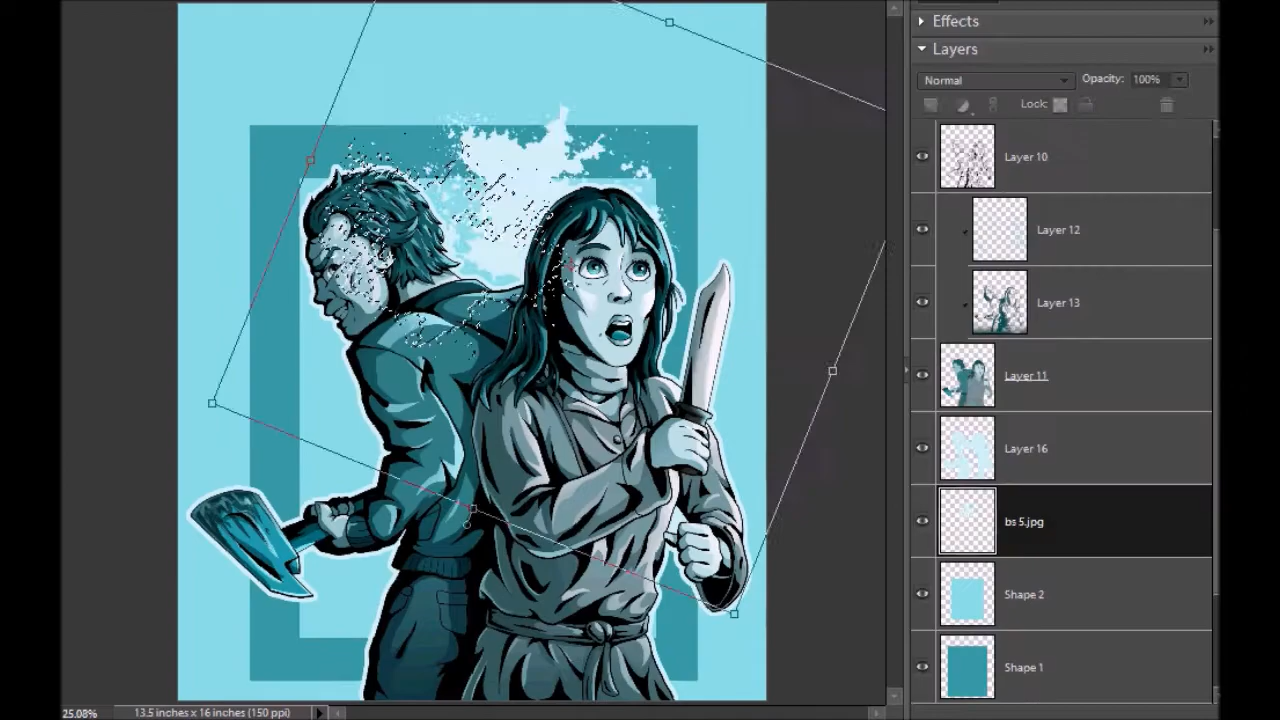 Effects
Layers
Normal
Opacity: 100%
Lock:
Layer 10
Layer 12
Layer 13
Layer 11
Layer 16
bs 5.jpg
Shape 2
Shape 1
25.08%
13.5 inches x 16 inches (150 ppi)